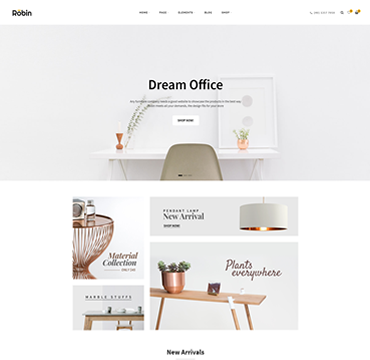 Robin
HOME PAGE ELEMENTS BLOG SHOP
Dream Office
SHOP NOW
PENDANT LAMP
New Arrival
SHOP NOW
Material
Collection
Plants
everywhere
MARBLE STUFFS
New Arrivals